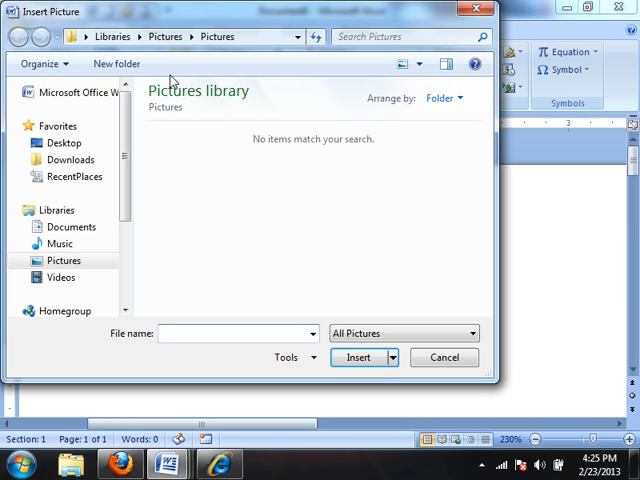 Insert Picture
Libraries Pictures Pictures
Search Pictures
Organize New folder
Microsoft Office W
Favorites
Desktop
Downloads
RecentPlaces
Libraries
Documents
Music
Pictures
Videos
Homegroup
Pictures library
Pictures
Arrange by: Folder
No items match your search.
File name:
All Pictures
Tools
Insert
Cancel
Equation
Symbol
Symbols
3
Section: 1 Page: 1 of 1 Words: 0
230%
4:25 PM
2/23/2013